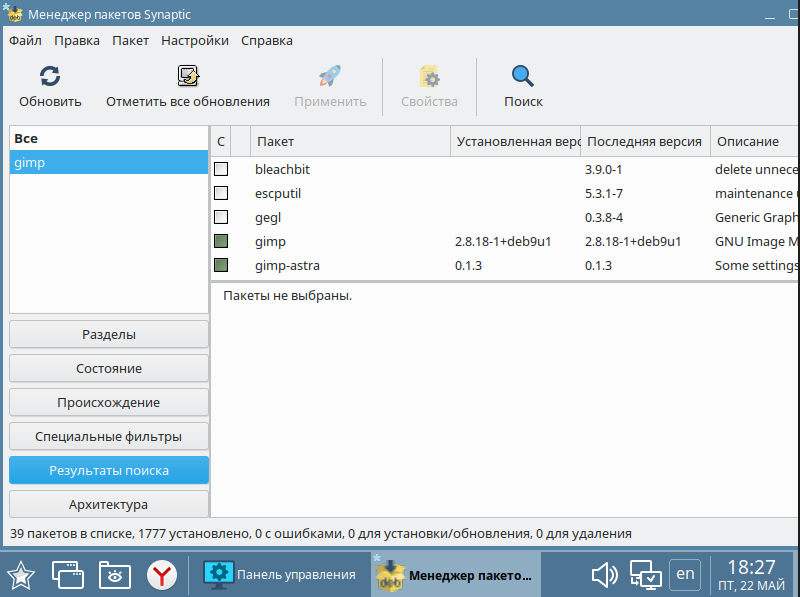 Менеджер пакетов Synaptic
Файл Правка Пакет Настройки Справка
Обновить Отметить все обновления Применить Свойства Поиск
Все
gimp
С Пакет Установленная верс Последняя версия Описание
bleachbit 3.9.0-1 delete unnece
escputil 5.3.1-7 maintenance
gegl 0.3.8-4 Generic Graph
gimp 2.8.18-1+deb9u1 2.8.18-1+deb9u1 GNU Image M
gimp-astra 0.1.3 0.1.3 Some settings
Пакеты не выбраны.
Разделы
Состояние
Происхождение
Специальные фильтры
Результаты поиска
Архитектура
39 пакетов в списке, 1777 установлено, 0 с ошибками, 0 для установки/обновления, 0 для удаления
Панель управления
deb
Менеджер пакето...
en
18:27
ПТ, 22 МАЙ